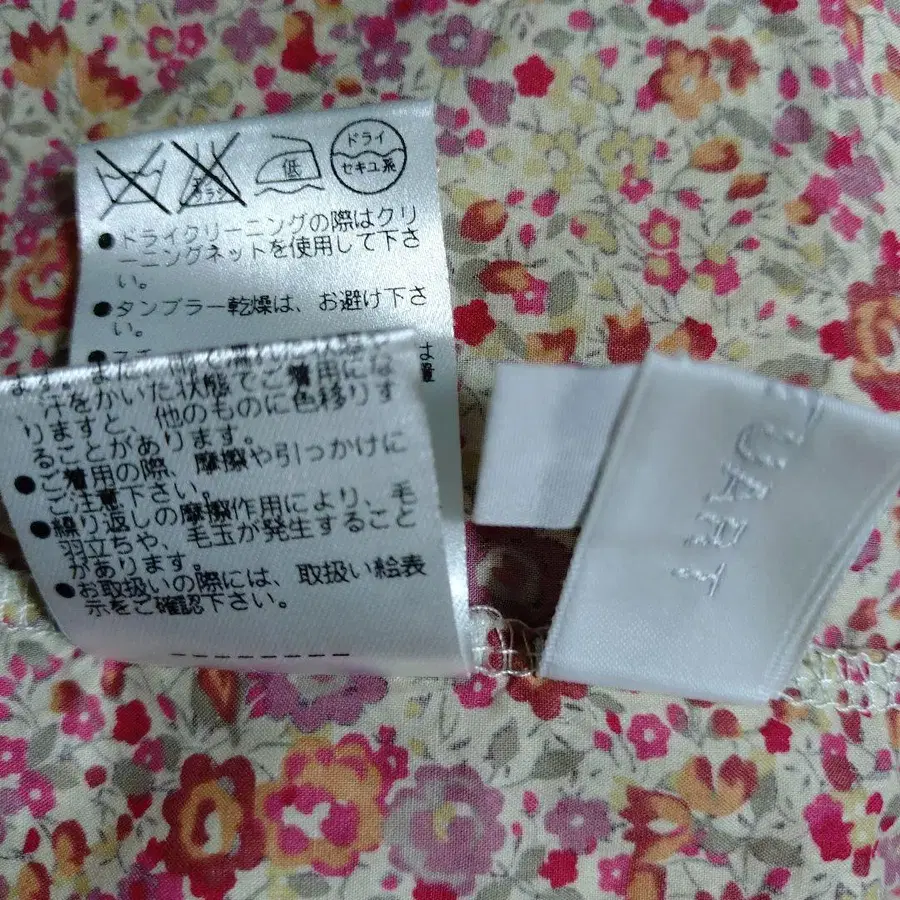 低
ドライ
セキユ系
●ドライクリーニングの際はクリ
ーニングネットを使用して下さ
い。
●タンブラー乾燥は、お避け下さ
い。
は
置
汗をかいた状態でご着用にな
りますと、他のものに色移りす
ることがあります。
●ご着用の際、摩擦や引っかけに
ご注意下さい。
●繰り返しの摩擦作用により、毛
羽立ちや、毛玉が発生すること
があります。
●お取扱いの際には、取扱い絵表
示をご確認下さい。
TUART